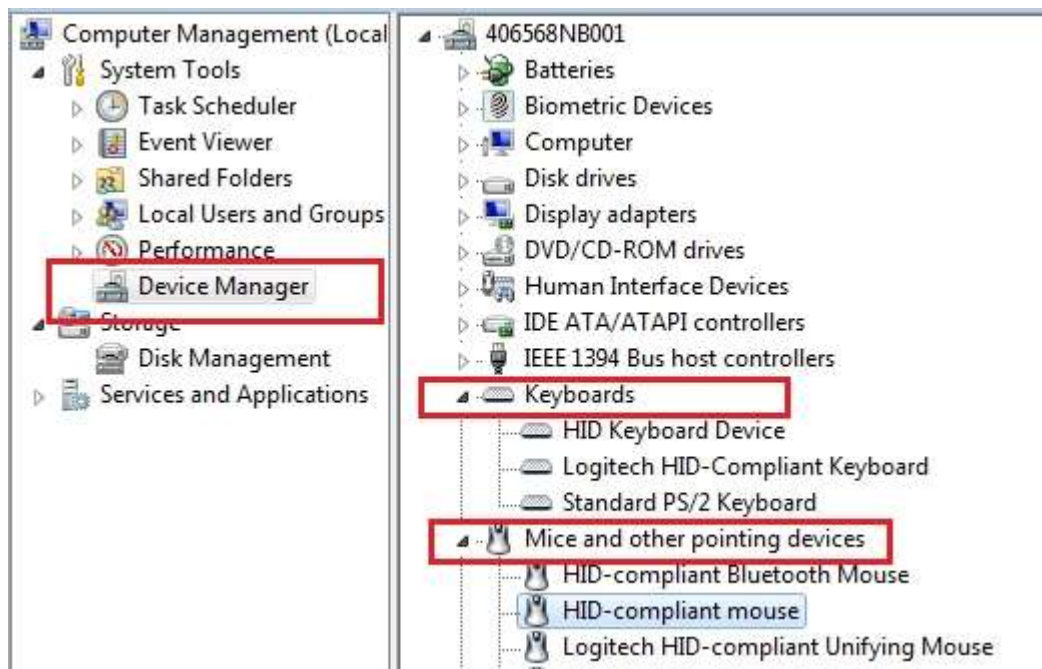 Computer Management (Local
System Tools
Task Scheduler
Event Viewer
Shared Folders
Local Users and Groups
Performance
Device Manager
Storage
Disk Management
Services and Applications
406568NB001
Batteries
Biometric Devices
Computer
Disk drives
Display adapters
DVD/CD-ROM drives
Human Interface Devices
IDE ATA/ATAPI controllers
IEEE 1394 Bus host controllers
Keyboards
HID Keyboard Device
Logitech HID-Compliant Keyboard
Standard PS/2 Keyboard
Mice and other pointing devices
HID-compliant Bluetooth Mouse
HID-compliant mouse
Logitech HID-compliant Unifying Mouse